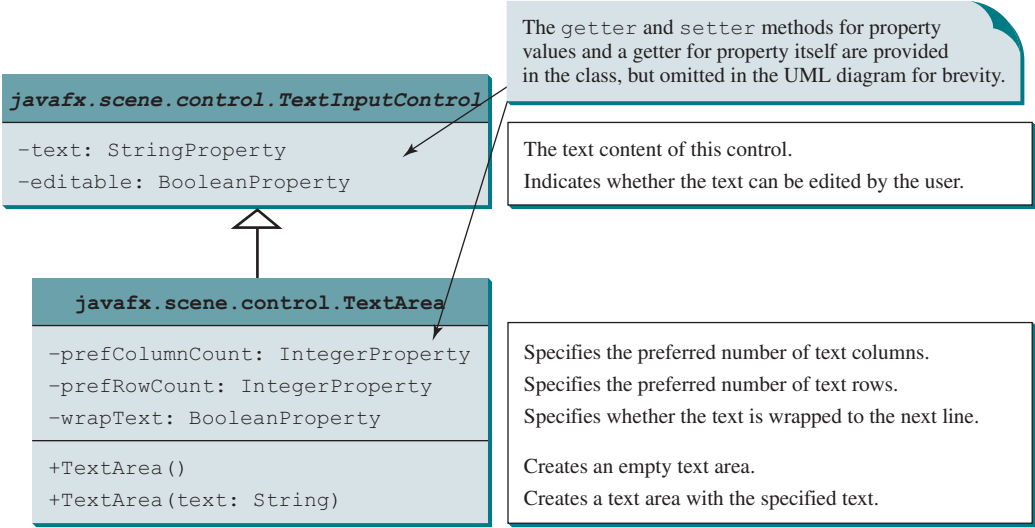 The getter and setter methods for property
values and a getter for property itself are provided
in the class, but omitted in the UML diagram for brevity.
javafx.scene.control.TextInputControl
-text: StringProperty
-editable: BooleanProperty
The text content of this control.
Indicates whether the text can be edited by the user.
javafx.scene.control.TextArea
-prefColumnCount: IntegerProperty
-prefRowCount: IntegerProperty
-wrapText: BooleanProperty
+TextArea()
+TextArea(text: String)
Specifies the preferred number of text columns.
Specifies the preferred number of text rows.
Specifies whether the text is wrapped to the next line.
Creates an empty text area.
Creates a text area with the specified text.